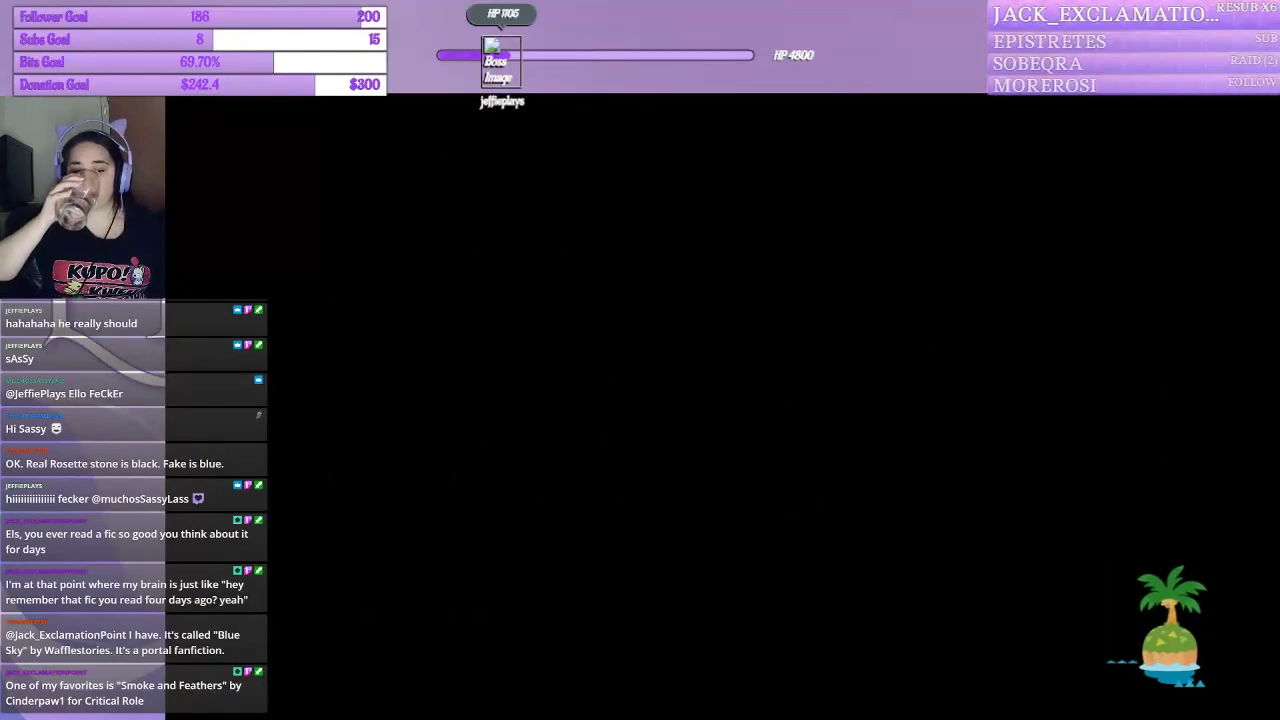 Follower Goal 186 200
Subs Goal 8 15
Bits Goal 69.70%
Donation Goal $242.4 $300
HP 1105
Boss
Image
jeffieplays
HP 4800
JACK_EXCLAMATIO... RESUB X6
EPISTRETES SUB
SOBEQRA RAID (2)
MOREROSI FOLLOW
KUPO!
JEFFIEPLAYS
hahahaha he really should
JEFFIEPLAYS
sAsSy
MUCHOSSASSYLASS
@JeffiePlays Ello FeCkEr
Hi Sassy
OK. Real Rosette stone is black. Fake is blue.
JEFFIEPLAYS
hiiiiiiiiiiiiiii fecker @muchosSassyLass
JACK_EXCLAMATIONPOINT
Els, you ever read a fic so good you think about it
for days
JACK_EXCLAMATIONPOINT
I'm at that point where my brain is just like "hey
remember that fic you read four days ago? yeah"
@Jack_ExclamationPoint I have. It's called "Blue
Sky" by Wafflestories. It's a portal fanfiction.
JACK_EXCLAMATIONPOINT
One of my favorites is "Smoke and Feathers" by
Cinderpaw1 for Critical Role